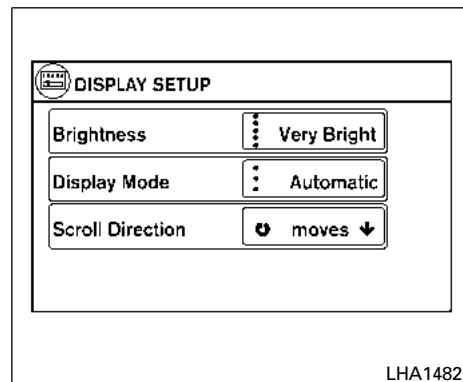 DISPLAY SETUP
Brightness Very Bright
Display Mode Automatic
Scroll Direction moves
LHA1482